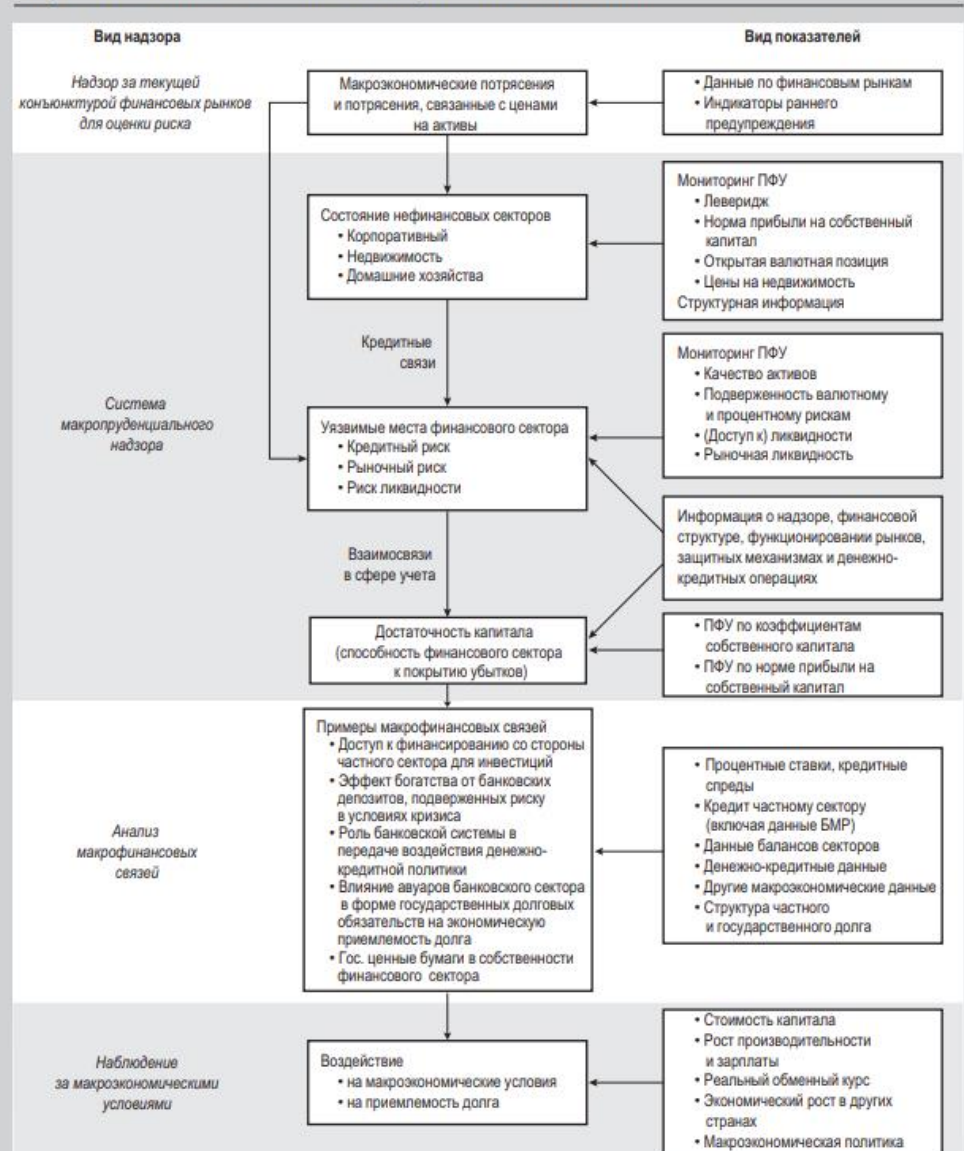 Вид надзора
Вид показателей
Надзор за текущей
конъюнктурой финансовых рынков
для оценки риска
Макроэкономические потрясения
и потрясения, связанные с ценами
на активы
• Данные по финансовым рынкам
• Индикаторы раннего
предупреждения
Система
макропруденциального
надзора
Состояние нефинансовых секторов
• Корпоративный
• Недвижимость
• Домашние хозяйства
Мониторинг ПФУ
• Леверидж
• Норма прибыли на собственный
капитал
• Открытая валютная позиция
• Цены на недвижимость
Структурная информация
Кредитные
связи
Уязвимые места финансового сектора
• Кредитный риск
• Рыночный риск
• Риск ликвидности
Мониторинг ПФУ
• Качество активов
• Подверженность валютному
и процентному рискам
• (Доступ к) ликвидности
• Рыночная ликвидность
Взаимосвязи
в сфере учета
Информация о надзоре, финансовой
структуре, функционировании рынков,
защитных механизмах и денежно-
кредитных операциях
Достаточность капитала
(способность финансового сектора
к покрытию убытков)
• ПФУ по коэффициентам
собственного капитала
• ПФУ по норме прибыли на
собственный капитал
Анализ
макрофинансовых
связей
Примеры макрофинансовых связей
• Доступ к финансированию со стороны
частного сектора для инвестиций
• Эффект богатства от банковских
депозитов, подверженных риску
в условиях кризиса
• Роль банковской системы в
передаче воздействия денежно-
кредитной политики
• Влияние авуаров банковского сектора
в форме государственных долговых
обязательств на экономическую
приемлемость долга
• Гос. ценные бумаги в собственности
финансового сектора
• Процентные ставки, кредитные
спреды
• Кредит частному сектору
(включая данные БМР)
• Данные балансов секторов
• Денежно-кредитные данные
• Другие макроэкономические данные
• Структура частного
и государственного долга
Наблюдение
за макроэкономическими
условиями
Воздействие
• на макроэкономические условия
• на приемлемость долга
• Стоимость капитала
• Рост производительности
и зарплаты
• Реальный обменный курс
• Экономический рост в других
странах
• Макроэкономическая политика